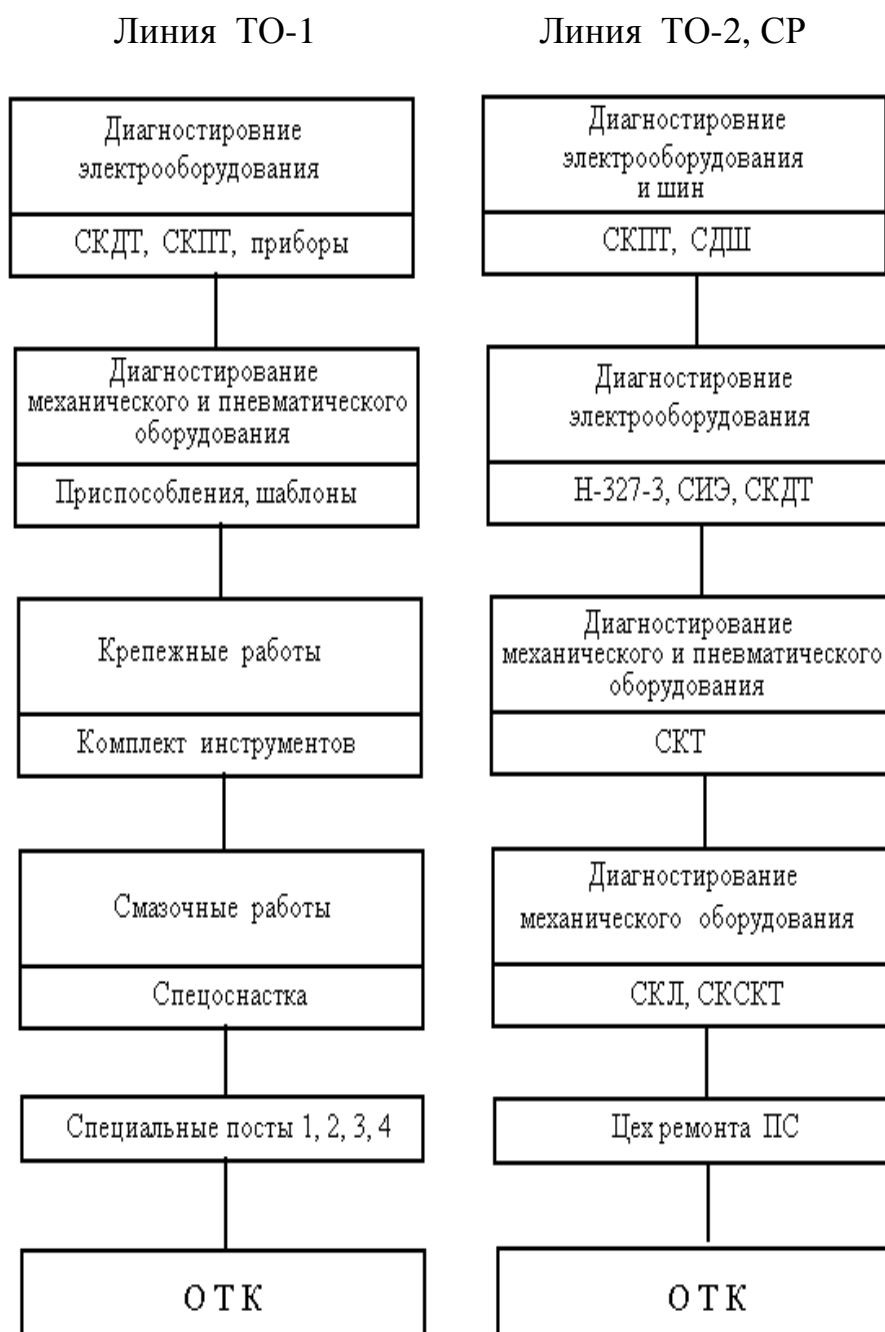 Линия ТО-1
Диагностировние
электрооборудования
СКДТ, СКПТ, приборы
Диагностирование
механического и пневматического
оборудования
Приспособления, шаблоны
Крепежные работы
Комплект инструментов
Смазочные работы
Спецоснастка
Специальные посты 1, 2, 3, 4
О Т К
Линия ТО-2, СР
Диагностировние
электрооборудования
и шин
СКПТ, СДШ
Диагностировние
электрооборудования
Н-327-3, СИЭ, СКДТ
Диагностирование
механического и пневматического
оборудования
СКТ
Диагностирование
механического оборудования
СКЛ, СКСКТ
Цех ремонта ПС
О Т К